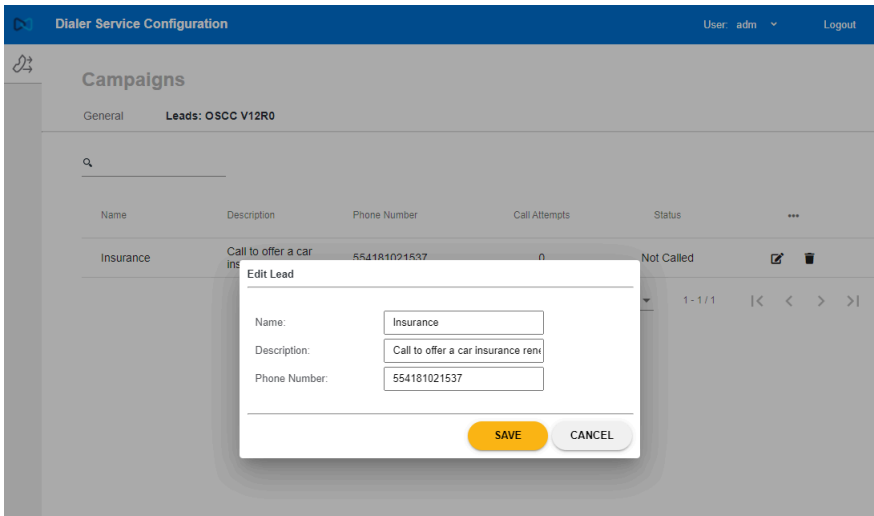 Dialer Service Configuration
User: adm
Logout
Campaigns
General
Leads: OSCC V12R0
Name
Description
Phone Number
Call Attempts
Status
...
Insurance
Call to offer a car
ins
554181021537
0
Not Called
1 - 1 / 1
Edit Lead
Name:
Insurance
Description:
Call to offer a car insurance rene
Phone Number:
554181021537
SAVE
CANCEL